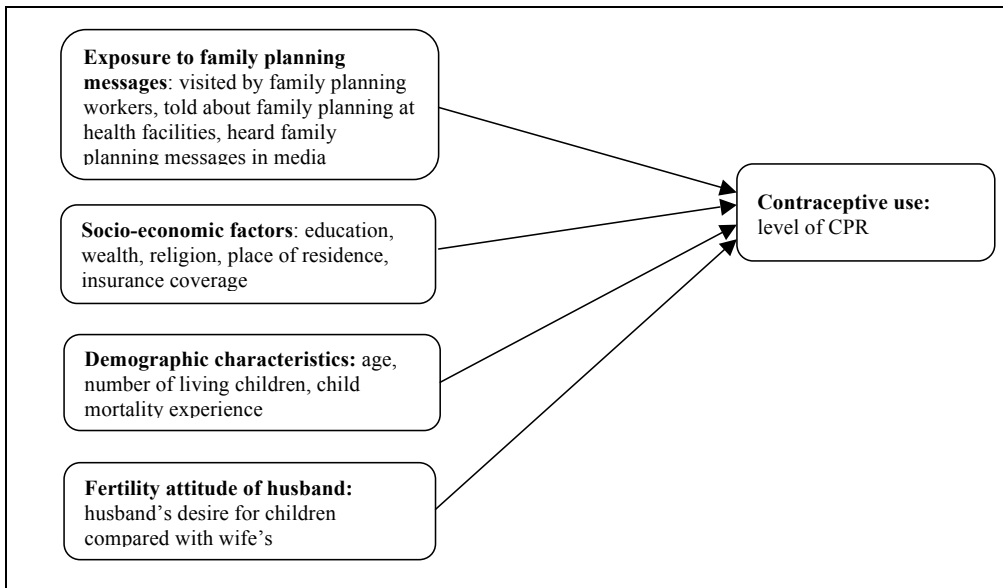 Exposure to family planning
messages: visited by family planning
workers, told about family planning at
health facilities, heard family
planning messages in media
Socio-economic factors: education,
wealth, religion, place of residence,
insurance coverage
Demographic characteristics: age,
number of living children, child
mortality experience
Fertility attitude of husband:
husband’s desire for children
compared with wife’s
Contraceptive use:
level of CPR